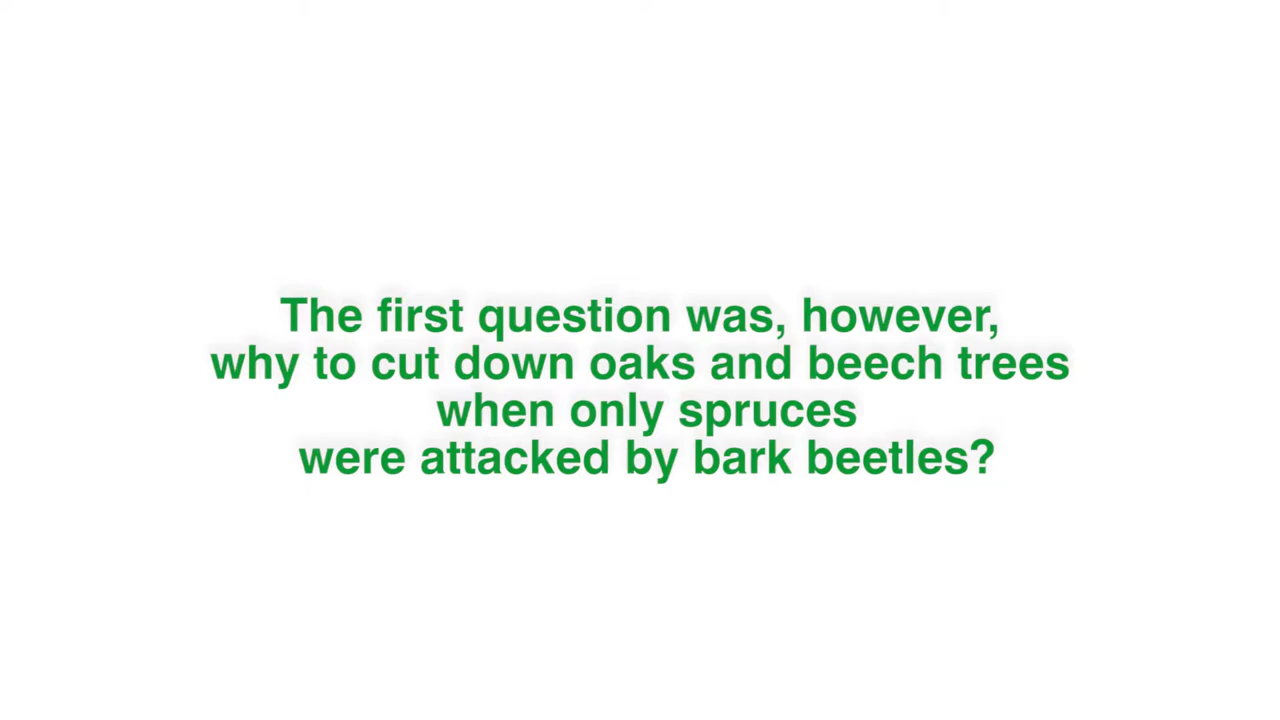 The first question was, however,
why to cut down oaks and beech trees
when only spruces
were attacked by bark beetles?